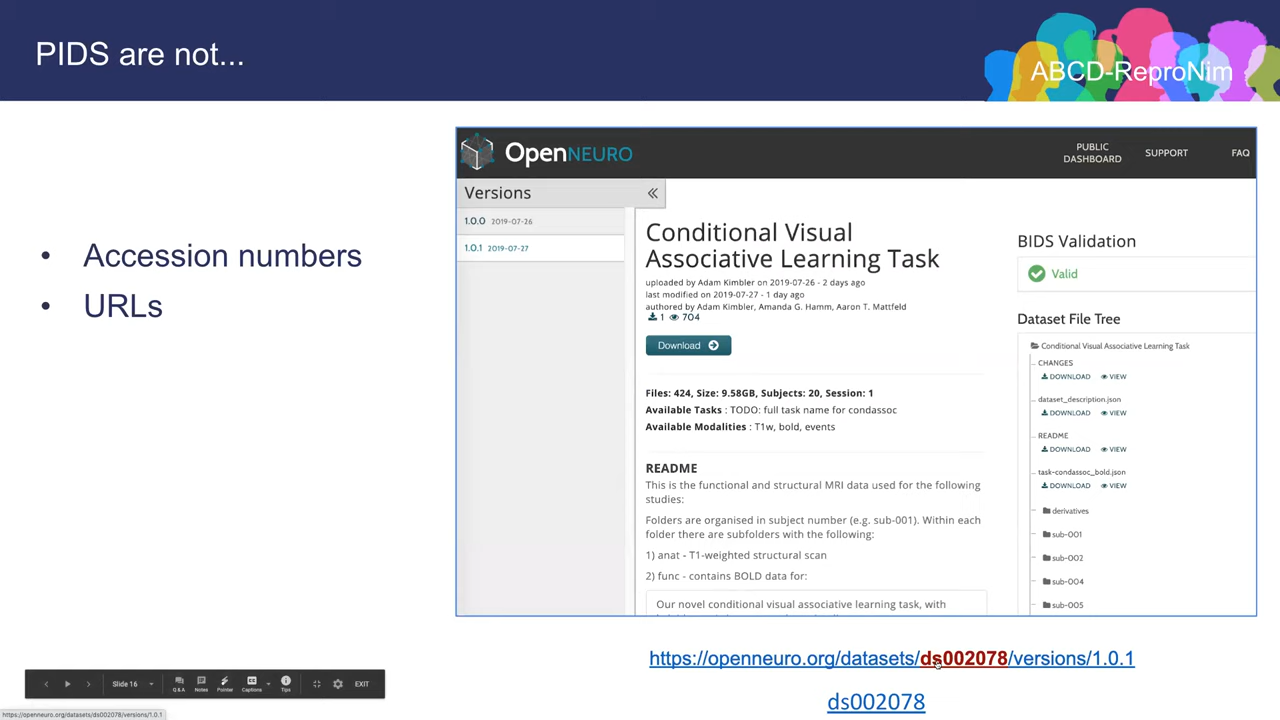 PIDS are not...
ABCD-ReproNim
• Accession numbers
• URLs
OpenNEURO
PUBLIC DASHBOARD
SUPPORT
FAQ
Versions
1.0.0 2019-07-26
1.0.1 2019-07-27
Conditional Visual
Associative Learning Task
uploaded by Adam Kimbler on 2019-07-26 - 2 days ago
last modified on 2019-07-27 - 1 day ago
authored by Adam Kimbler, Amanda G. Hamm, Aaron T. Mattfeld
1 704
Download
Files: 424, Size: 9.58GB, Subjects: 20, Session: 1
Available Tasks : TODO: full task name for condassoc
Available Modalities : T1w, bold, events
README
This is the functional and structural MRI data used for the following
studies:
Folders are organised in subject number (e.g. sub-001). Within each
folder there are subfolders with the following:
1) anat - T1-weighted structural scan
2) func - contains BOLD data for:
Our novel conditional visual associative learning task, with
BIDS Validation
Valid
Dataset File Tree
Conditional Visual Associative Learning Task
CHANGES
DOWNLOAD VIEW
dataset_description.json
DOWNLOAD VIEW
README
DOWNLOAD VIEW
task-condassoc_bold.json
DOWNLOAD VIEW
derivatives
sub-001
sub-002
sub-004
sub-005
https://openneuro.org/datasets/ds002078/versions/1.0.1
ds002078
Slide 16
Q&A
Notes
Pointer
Captions
Tips
EXIT
https://openneuro.org/datasets/ds002078/versions/1.0.1